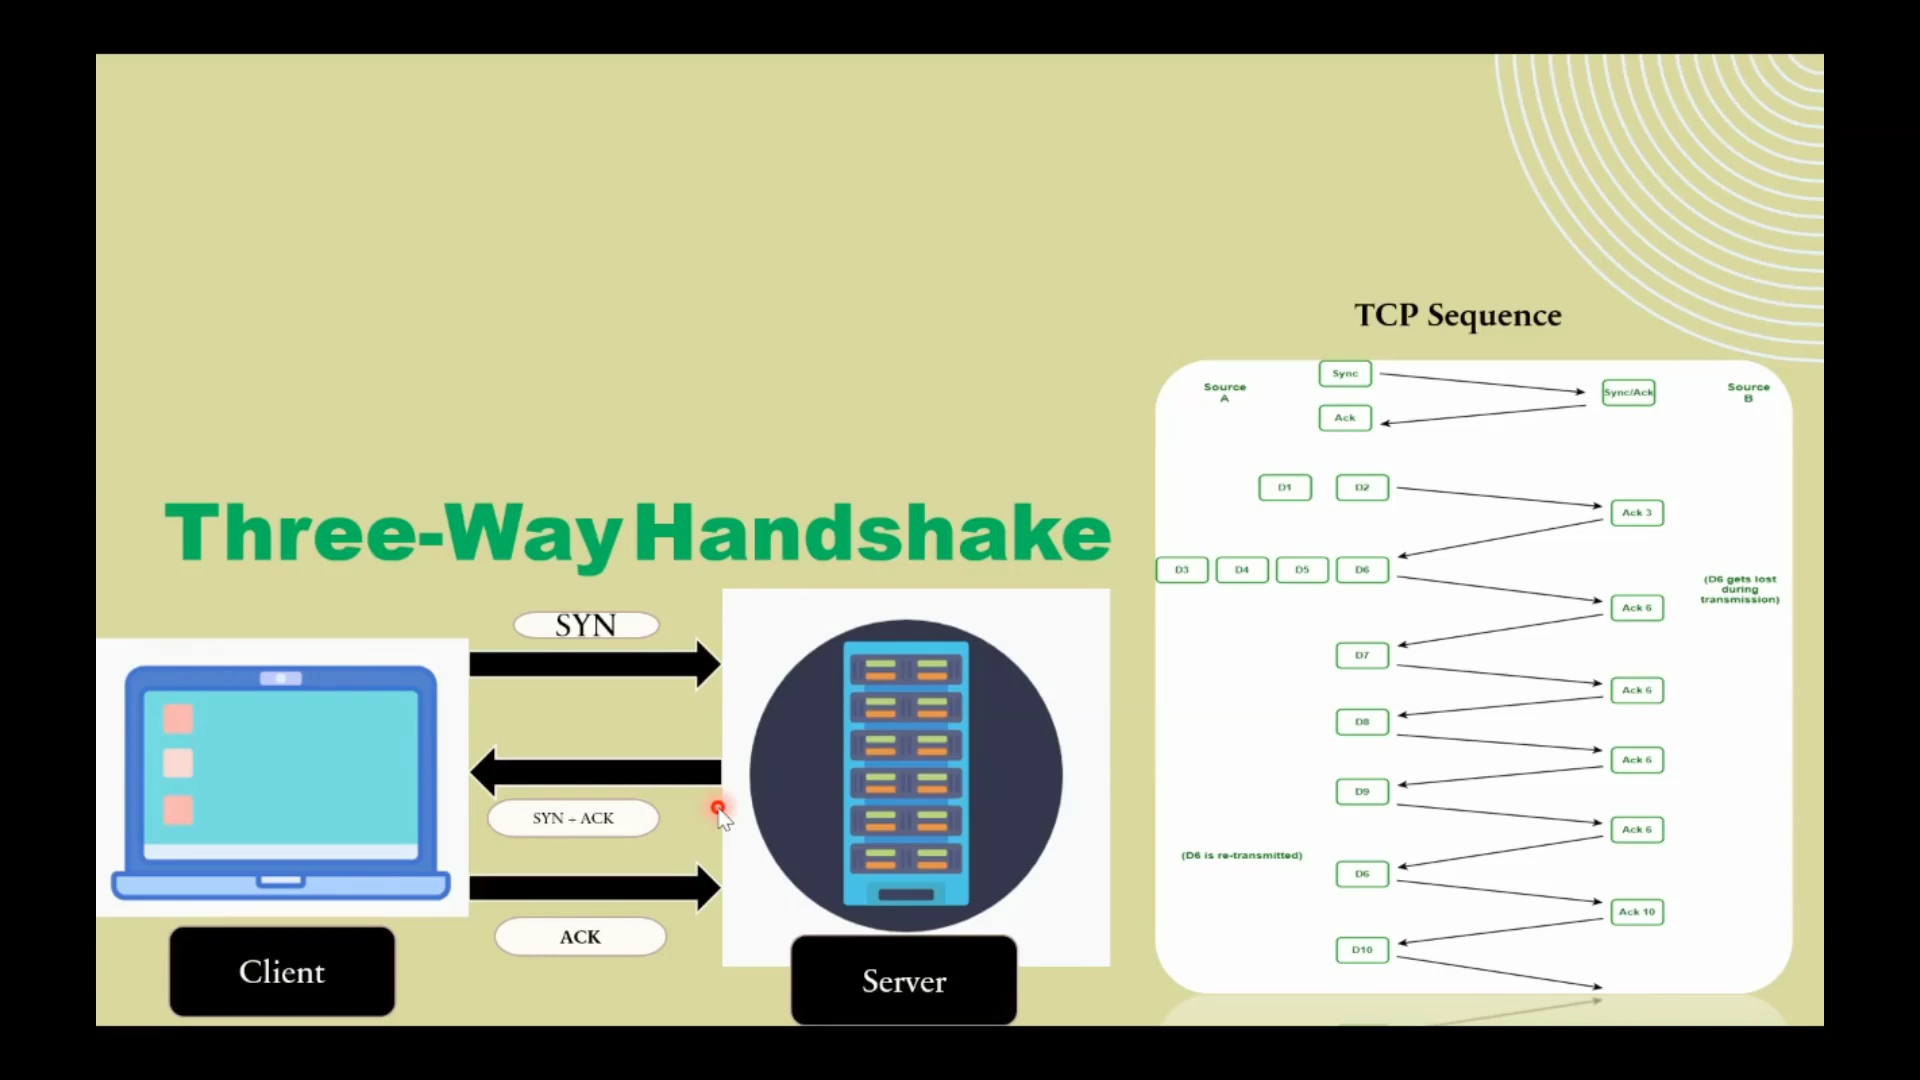 TCP Sequence
Three-Way Handshake
SYN
SYN + ACK
ACK
Client
Server
Source
A
Sync
Sync/Ack
Source
B
Ack
D1
D2
Ack 3
D3
D4
D5
D6
(D6 gets lost
during
transmission)
Ack 6
D7
Ack 6
D8
Ack 6
D9
Ack 6
(D6 is re-transmitted)
D6
Ack 10
D10